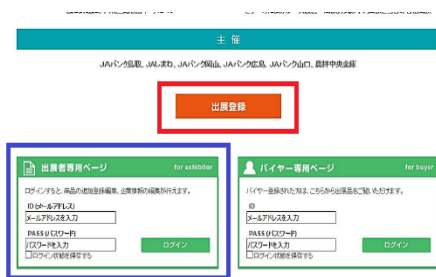 主 催
JAバンク鳥取、JAしまね、JAバンク岡山、JAバンク広島、JAバンク山口、農林中央金庫
出展登録
出展者専用ページ for exhibitor
ログインすると、商品の追加登録編集、企業情報の編集が行えます。
ID (メールアドレス)
メールアドレスを入力
PASS (パスワード)
パスワードを入力
ログイン
ログイン状態を保存する
バイヤー専用ページ for buyer
バイヤー登録された方は、こちらから出展品をご覧いただけます。
ID
メールアドレスを入力
PASS (パスワード)
パスワードを入力
ログイン
ログイン状態を保存する